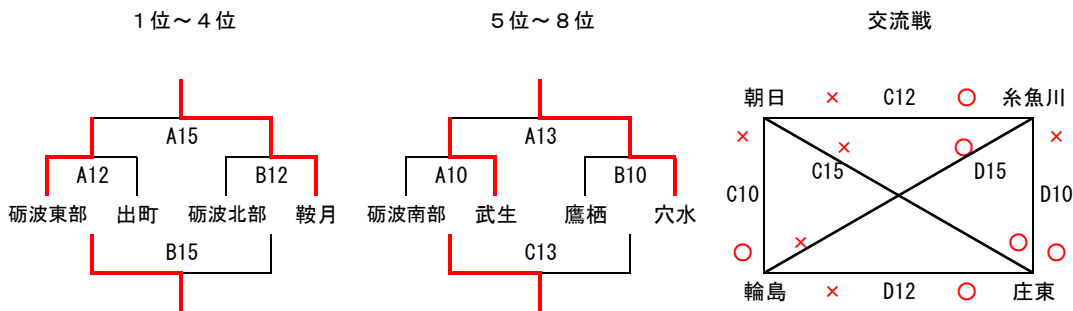 １位～４位 ５位～８位 交流戦
朝日 × C12 ○ 糸魚川
A15 A13 × ×
× ○
A12 B12 A10 B10 C15 D15
C10 D10
砺波東部 出町 砺波北部 鞍月 砺波南部 武生 鷹栖 穴水
B15 C13 ○ × ○ ○
輪島 × D12 ○ 庄東